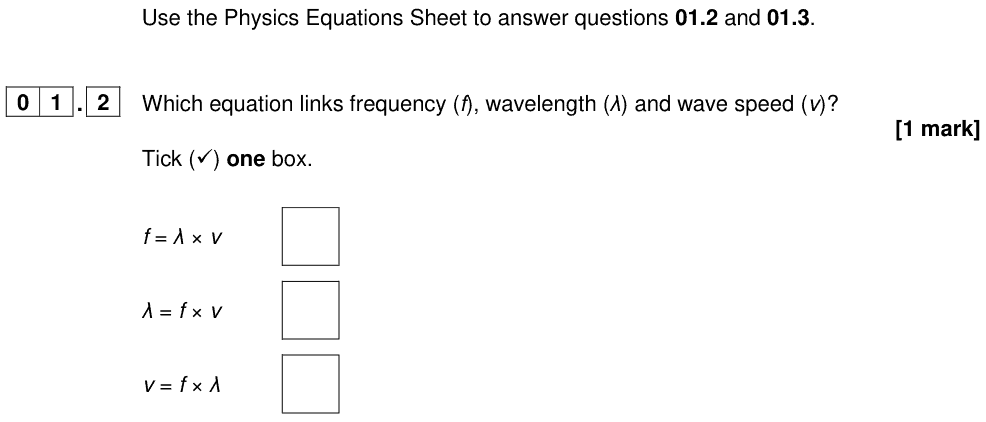 Use the Physics Equations Sheet to answer questions 01.2 and 01.3.
0 1 . 2 Which equation links frequency (f), wavelength (λ) and wave speed (v)?
[1 mark]
Tick (✓) one box.
f = λ × v
λ = f × v
v = f × λ